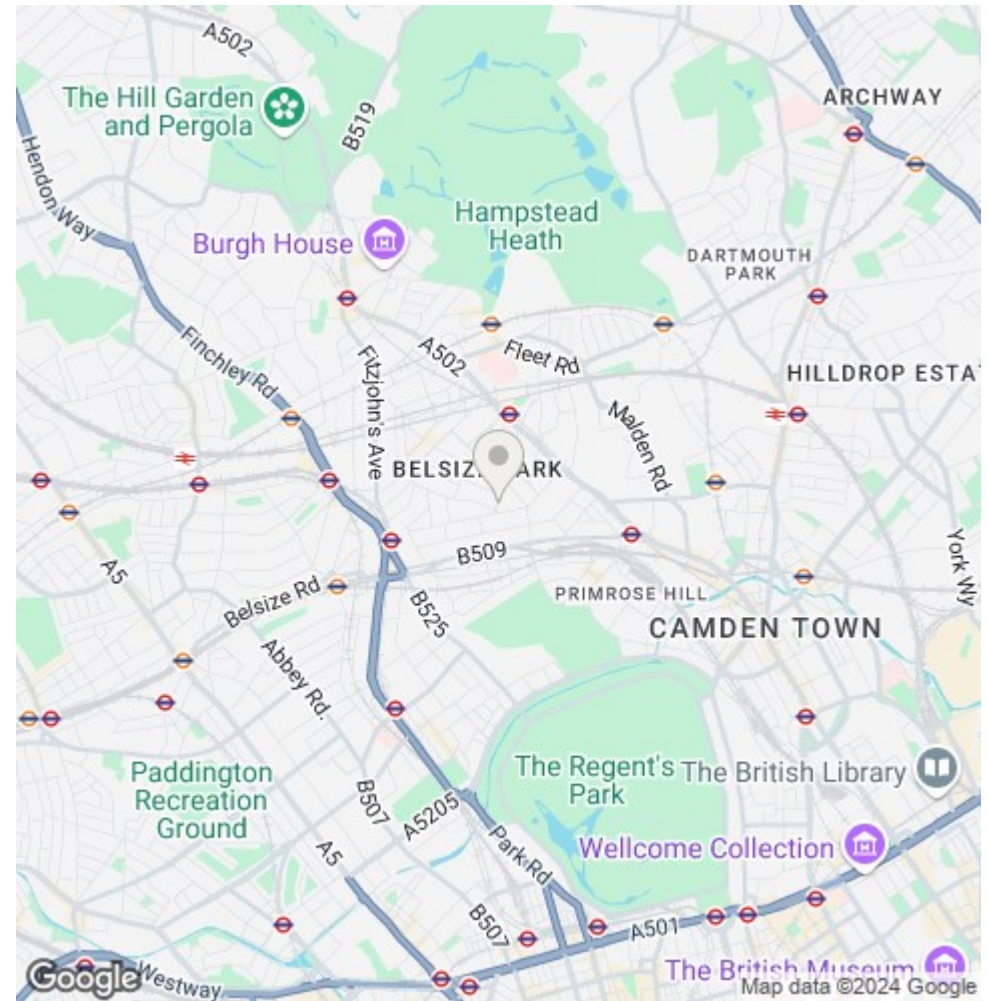 A502
The Hill Garden
and Pergola
B519
ARCHWAY
Hendon Way
Hampstead
Heath
Burgh House
DARTMOUTH
PARK
A502
Fleet Rd
Finchley Rd
Fitzjohn's Ave
HILLDROP ESTAT
Malden Rd
BELSIZE PARK
A5
B509
York Wy
Belsize Rd
B525
PRIMROSE HILL
CAMDEN TOWN
Abbey Rd.
Paddington
Recreation
Ground
The Regent's
Park
The British Library
B507
A5205
A5
Park Rd
Wellcome Collection
B507
A501
Westway
The British Museum
Google
Map data ©2024 Google